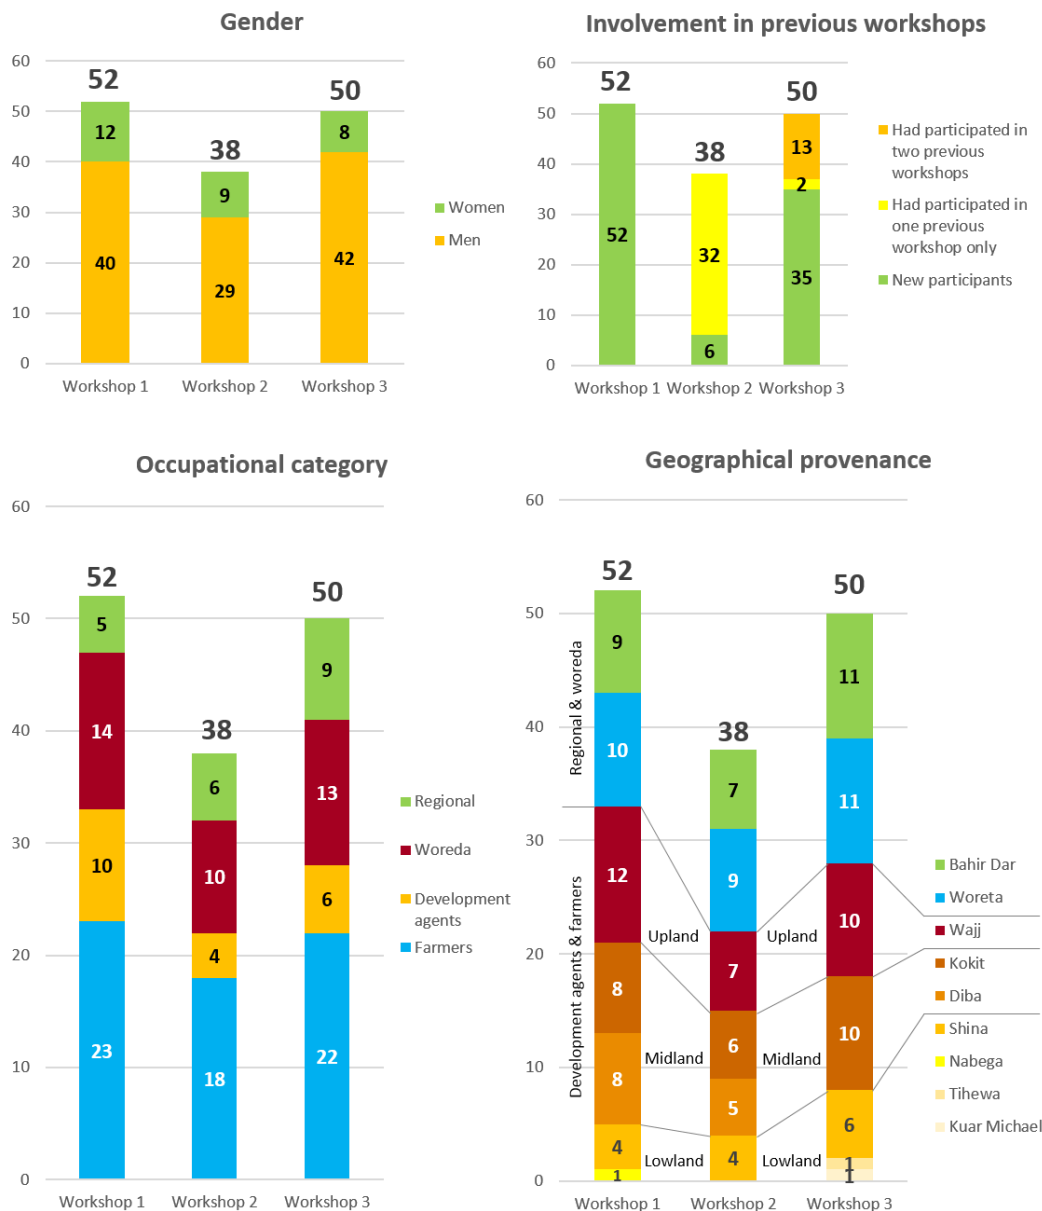 Gender
60
50
40
30
20
10
0
52
12
40
38
9
29
50
8
42
Women
Men
Workshop 1
Workshop 2
Workshop 3
Involvement in previous workshops
60
50
40
30
20
10
0
52
52
38
32
6
50
13
2
35
Had participated in
two previous
workshops
Had participated in
one previous
workshop only
New participants
Workshop 1
Workshop 2
Workshop 3
Occupational category
60
50
40
30
20
10
0
52
5
14
10
23
38
6
10
4
18
50
9
13
6
22
Regional
Woreda
Development
agents
Farmers
Workshop 1
Workshop 2
Workshop 3
Geographical provenance
60
50
40
30
20
10
0
Regional & woreda
Development agents & farmers
52
9
10
12
8
8
4
1
Upland
Midland
Lowland
38
7
9
7
6
5
4
Upland
Midland
Lowland
50
11
11
10
10
6
1
1
Bahir Dar
Woreta
Wajj
Kokit
Diba
Shina
Nabega
Tihewa
Kuar Michael
Workshop 1
Workshop 2
Workshop 3